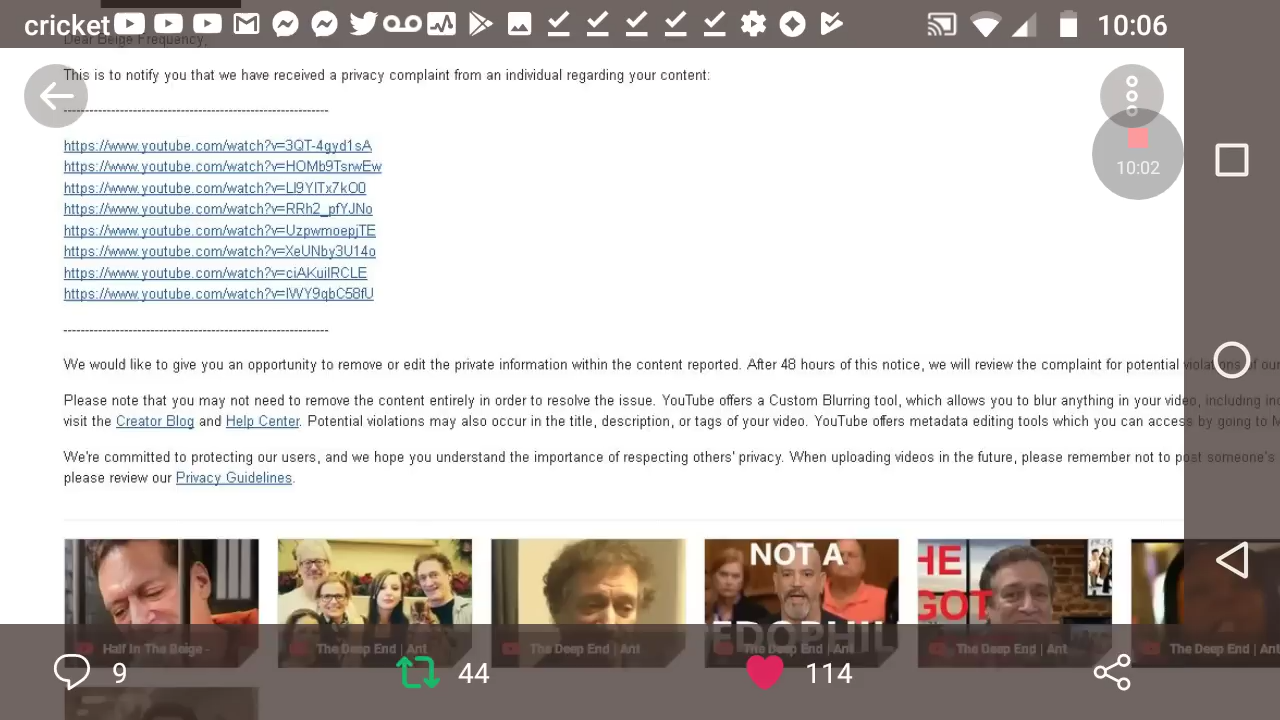 cricket
10:06
Dear Beige Frequency,
This is to notify you that we have received a privacy complaint from an individual regarding your content:
10:02
https://www.youtube.com/watch?v=3QT-4gyd1sA
https://www.youtube.com/watch?v=HOMb9TsrwEw
https://www.youtube.com/watch?v=LI9YlTx7kO0
https://www.youtube.com/watch?v=RRh2_pfYJNo
https://www.youtube.com/watch?v=UzpwmoepjTE
https://www.youtube.com/watch?v=XeUNby3U14o
https://www.youtube.com/watch?v=ciAKuiIRCLE
https://www.youtube.com/watch?v=IWY9qbC58fU
We would like to give you an opportunity to remove or edit the private information within the content reported. After 48 hours of this notice, we will review the complaint for potential violations of our
Please note that you may not need to remove the content entirely in order to resolve the issue. YouTube offers a Custom Blurring tool, which allows you to blur anything in your video, including
visit the Creator Blog and Help Center. Potential violations may also occur in the title, description, or tags of your video. YouTube offers metadata editing tools which you can access by going to
We're committed to protecting our users, and we hope you understand the importance of respecting others' privacy. When uploading videos in the future, please remember not to post someone's
please review our Privacy Guidelines.
NOT A
EDOPHIL
HE
GOT
Half In The Beige -
The Deep End | Ant
The Deep End | Ant
The Deep End | Ant
The Deep End | Ant
The Deep End | Ant
9
44
114